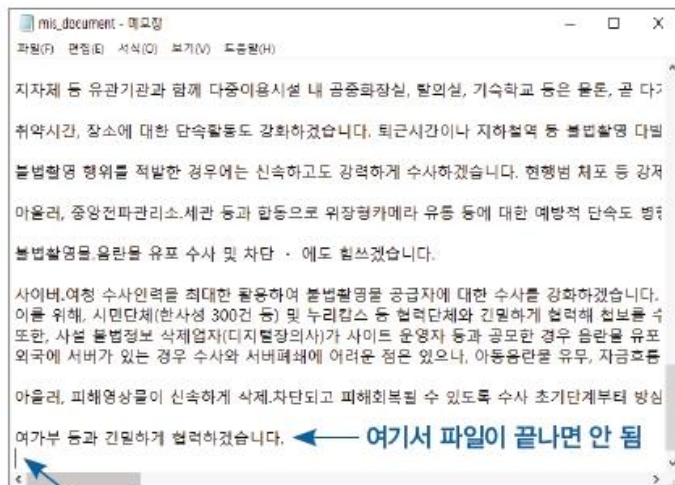 mis_document - 메모장
파일(F) 편집(E) 서식(O) 보기(V) 도움말(H)
지자체 등 유관기관과 함께 다중이용시설 내 공중화장실, 탈의실, 기숙학교 등은 물론, 곧 다가
취약시간, 장소에 대한 단속활동도 강화하겠습니다. 퇴근시간이나 지하철역 등 불법촬영 다발
불법촬영 행위를 적발한 경우에는 신속하고도 강력하게 수사하겠습니다. 현행범 체포 등 강제
아울러, 중앙전파관리소.세관 등과 합동으로 위장형카메라 유통 등에 대한 예방적 단속도 병행
불법촬영물.음란물 유포 수사 및 차단 · 에도 힘쓰겠습니다.
사이버.여청 수사인력을 최대한 활용하여 불법촬영물 공급자에 대한 수사를 강화하겠습니다.
이를 위해, 시민단체(한사성 300건 등) 및 누리캅스 등 협력단체와 긴밀하게 협력해 첩보를 수
또한, 사설 불법정보 삭제업자(디지털장의사)가 사이트 운영자 등과 공모한 경우 음란물 유포
외국에 서버가 있는 경우 수사와 서버폐쇄에 어려운 점은 있으나, 아동음란물 유무, 자금흐름
아울러, 피해영상물이 신속하게 삭제.차단되고 피해회복될 수 있도록 수사 초기단계부터 방심
여가부 등과 긴밀하게 협력하겠습니다. 여기서 파일이 끝나면 안 됨